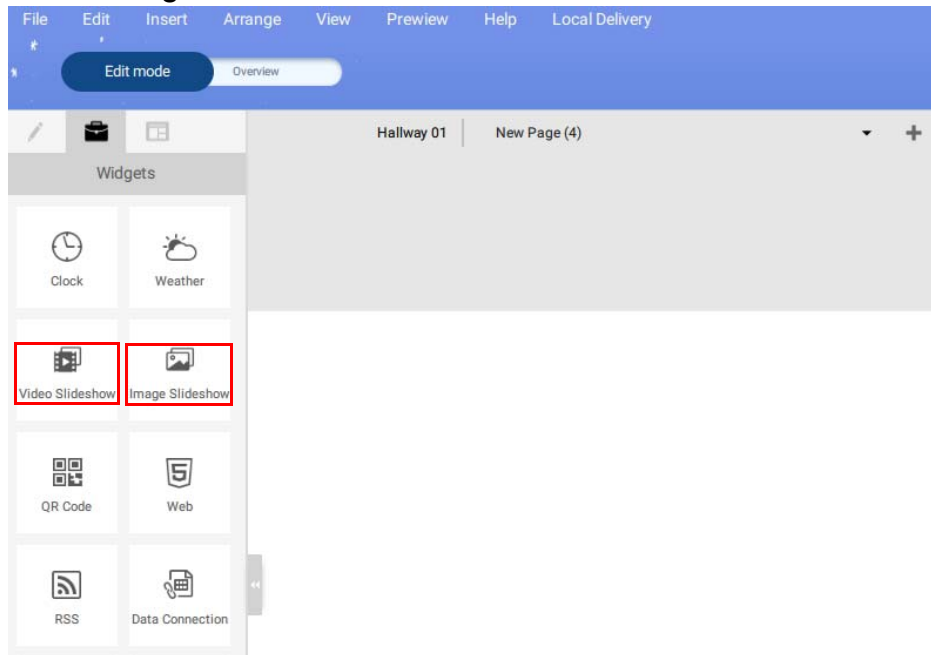 File Edit Insert Arrange View Prewiew Help Local Delivery
Edit mode Overview
Hallway 01 New Page (4)
Widgets
Clock Weather
Video Slideshow Image Slideshow
QR Code Web
RSS Data Connection